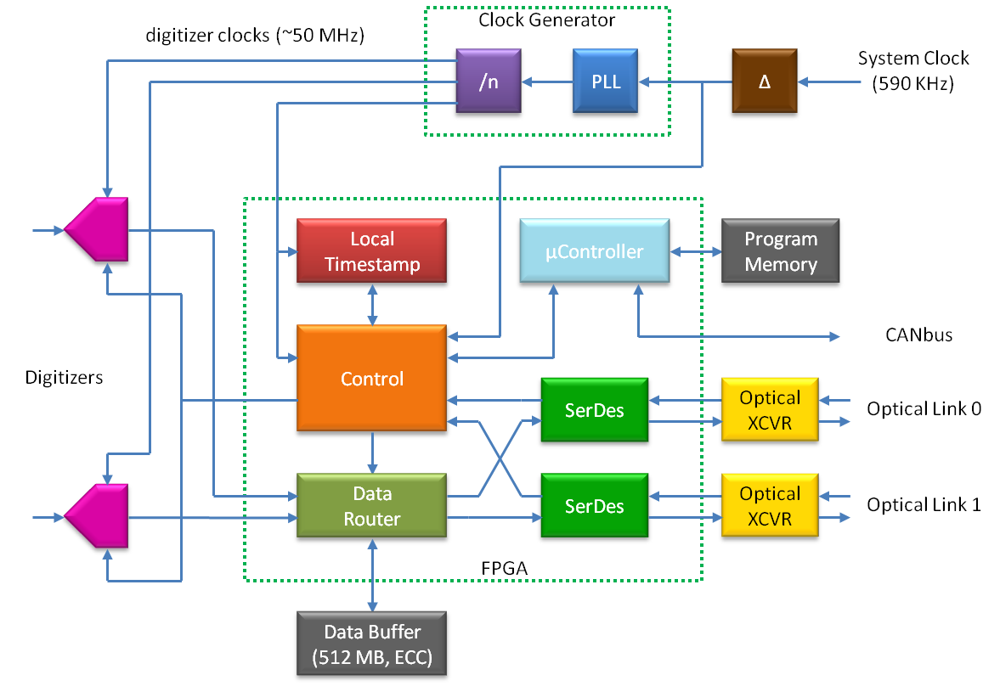 Clock Generator
digitizer clocks (~50 MHz)
System Clock
(590 KHz)
/n
PLL
Δ
Local
Timestamp
µController
Program
Memory
CANbus
Digitizers
Control
SerDes
Optical
XCVR
Optical Link 0
Data
Router
SerDes
Optical
XCVR
Optical Link 1
FPGA
Data Buffer
(512 MB, ECC)